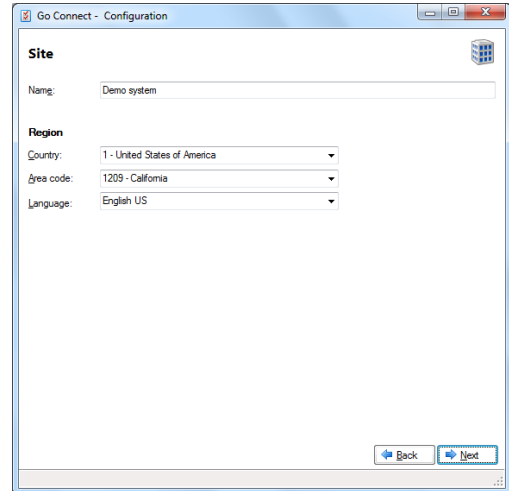 Go Connect - Configuration
Site
Name: Demo system
Region
Country: 1 - United States of America
Area code: 1209 - California
Language: English US
Back Next